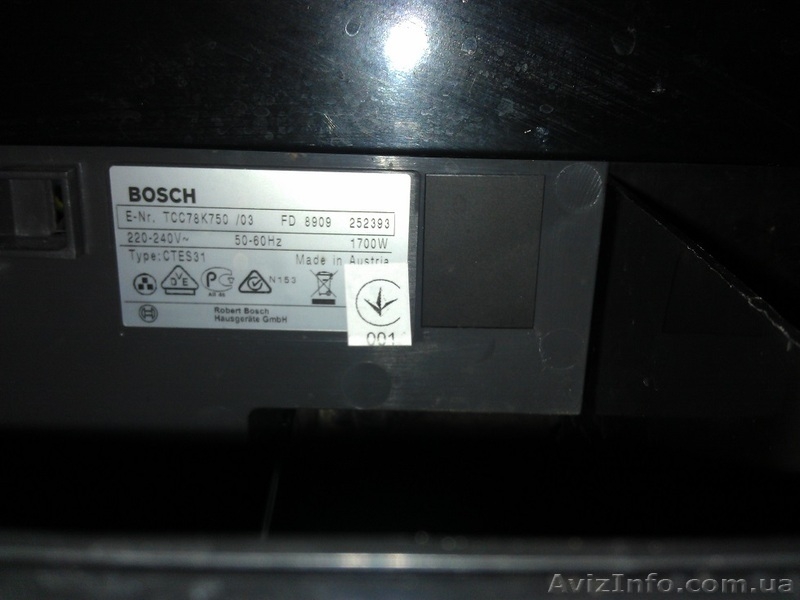 BOSCH
E-Nr. TCC78K750 /03 FD 8909 252393
220-240V~ 50-60Hz 1700W
Type:CTES31 Made in Austria
N153
001
Robert Bosch
Hausgeräte GmbH
AvizInfo.com.ua